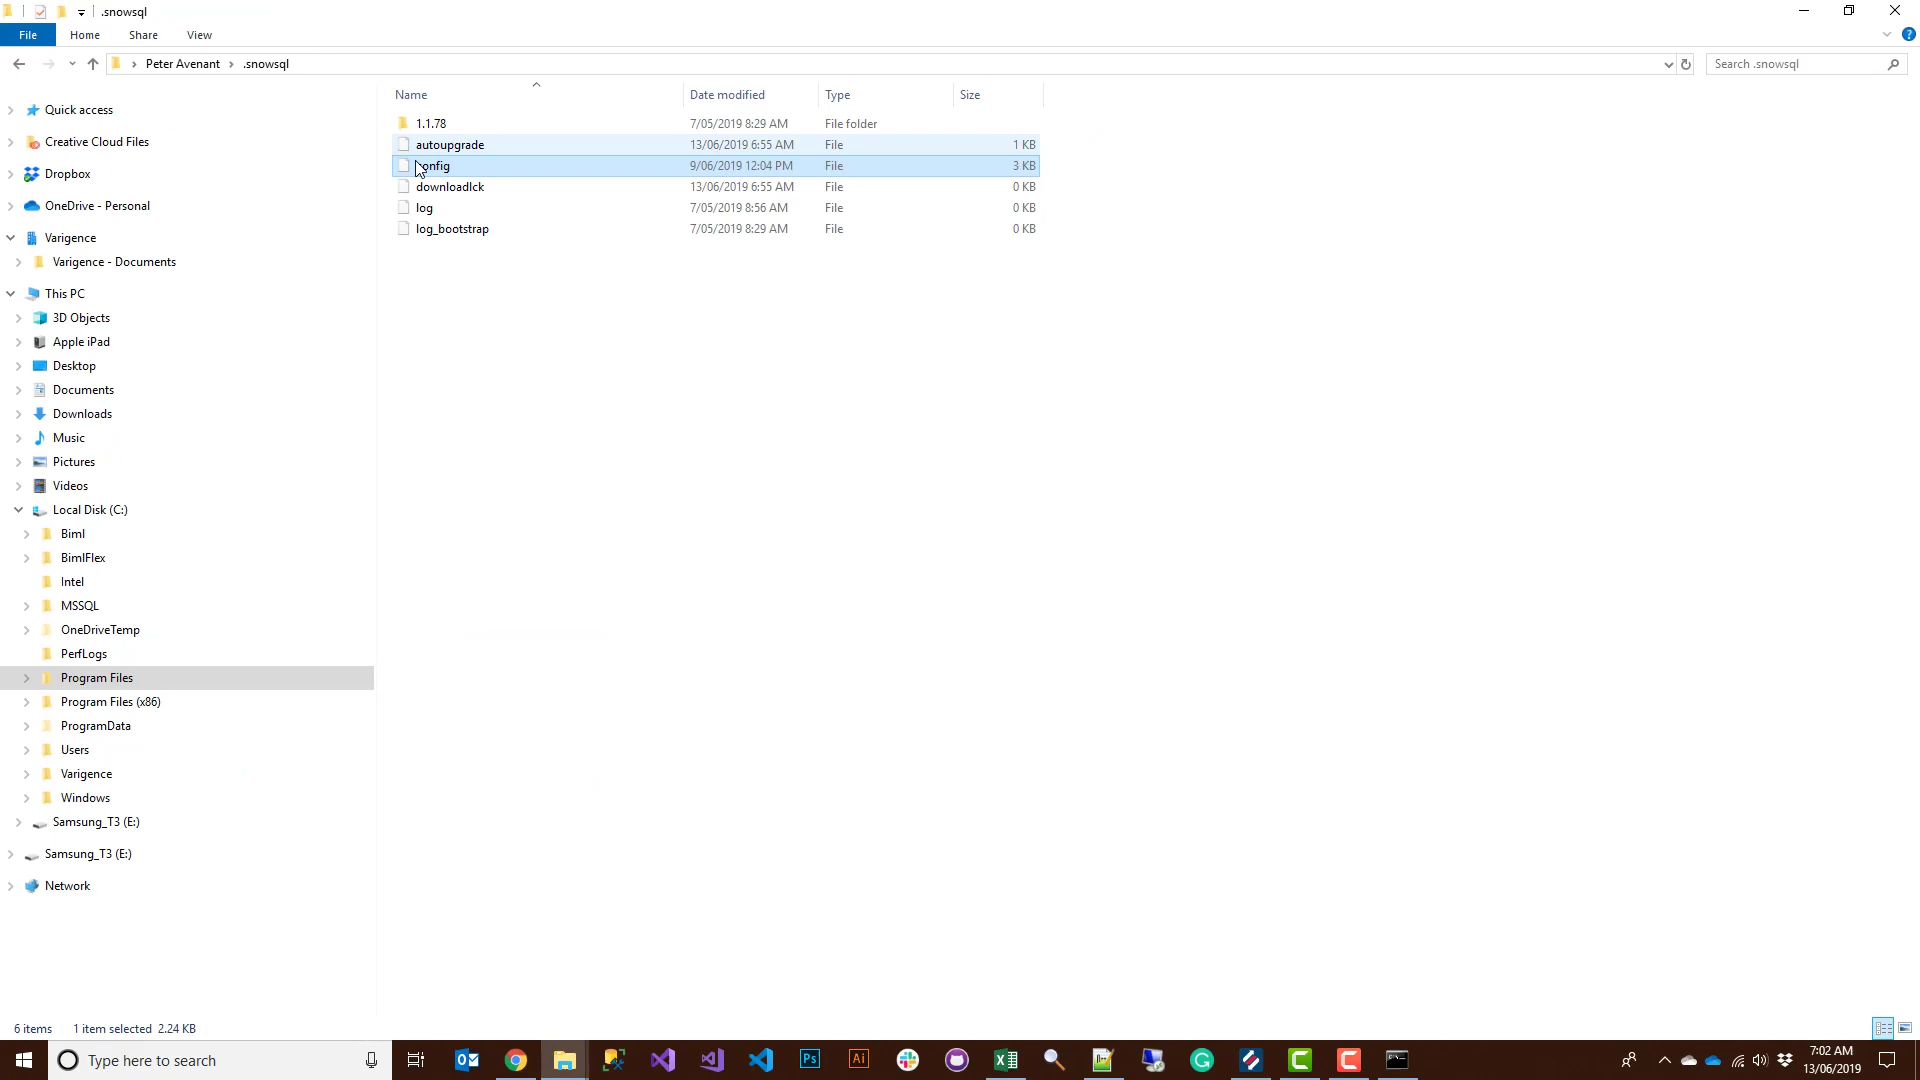 .snowsql
File Home Share View
Peter Avenant .snowsql
Search .snowsql
Name Date modified Type Size
Quick access
Creative Cloud Files
Dropbox
OneDrive - Personal
Varigence
Varigence - Documents
This PC
3D Objects
Apple iPad
Desktop
Documents
Downloads
Music
Pictures
Videos
Local Disk (C:)
Biml
BimlFlex
Intel
MSSQL
OneDriveTemp
PerfLogs
Program Files
Program Files (x86)
ProgramData
Users
Varigence
Windows
Samsung_T3 (E:)
Samsung_T3 (E:)
Network
1.1.78 7/05/2019 8:29 AM File folder
autoupgrade 13/06/2019 6:55 AM File 1 KB
config 9/06/2019 12:04 PM File 3 KB
downloadlck 13/06/2019 6:55 AM File 0 KB
log 7/05/2019 8:56 AM File 0 KB
log_bootstrap 7/05/2019 8:29 AM File 0 KB
6 items 1 item selected 2.24 KB
Type here to search
Ps
Ai
7:02 AM
13/06/2019